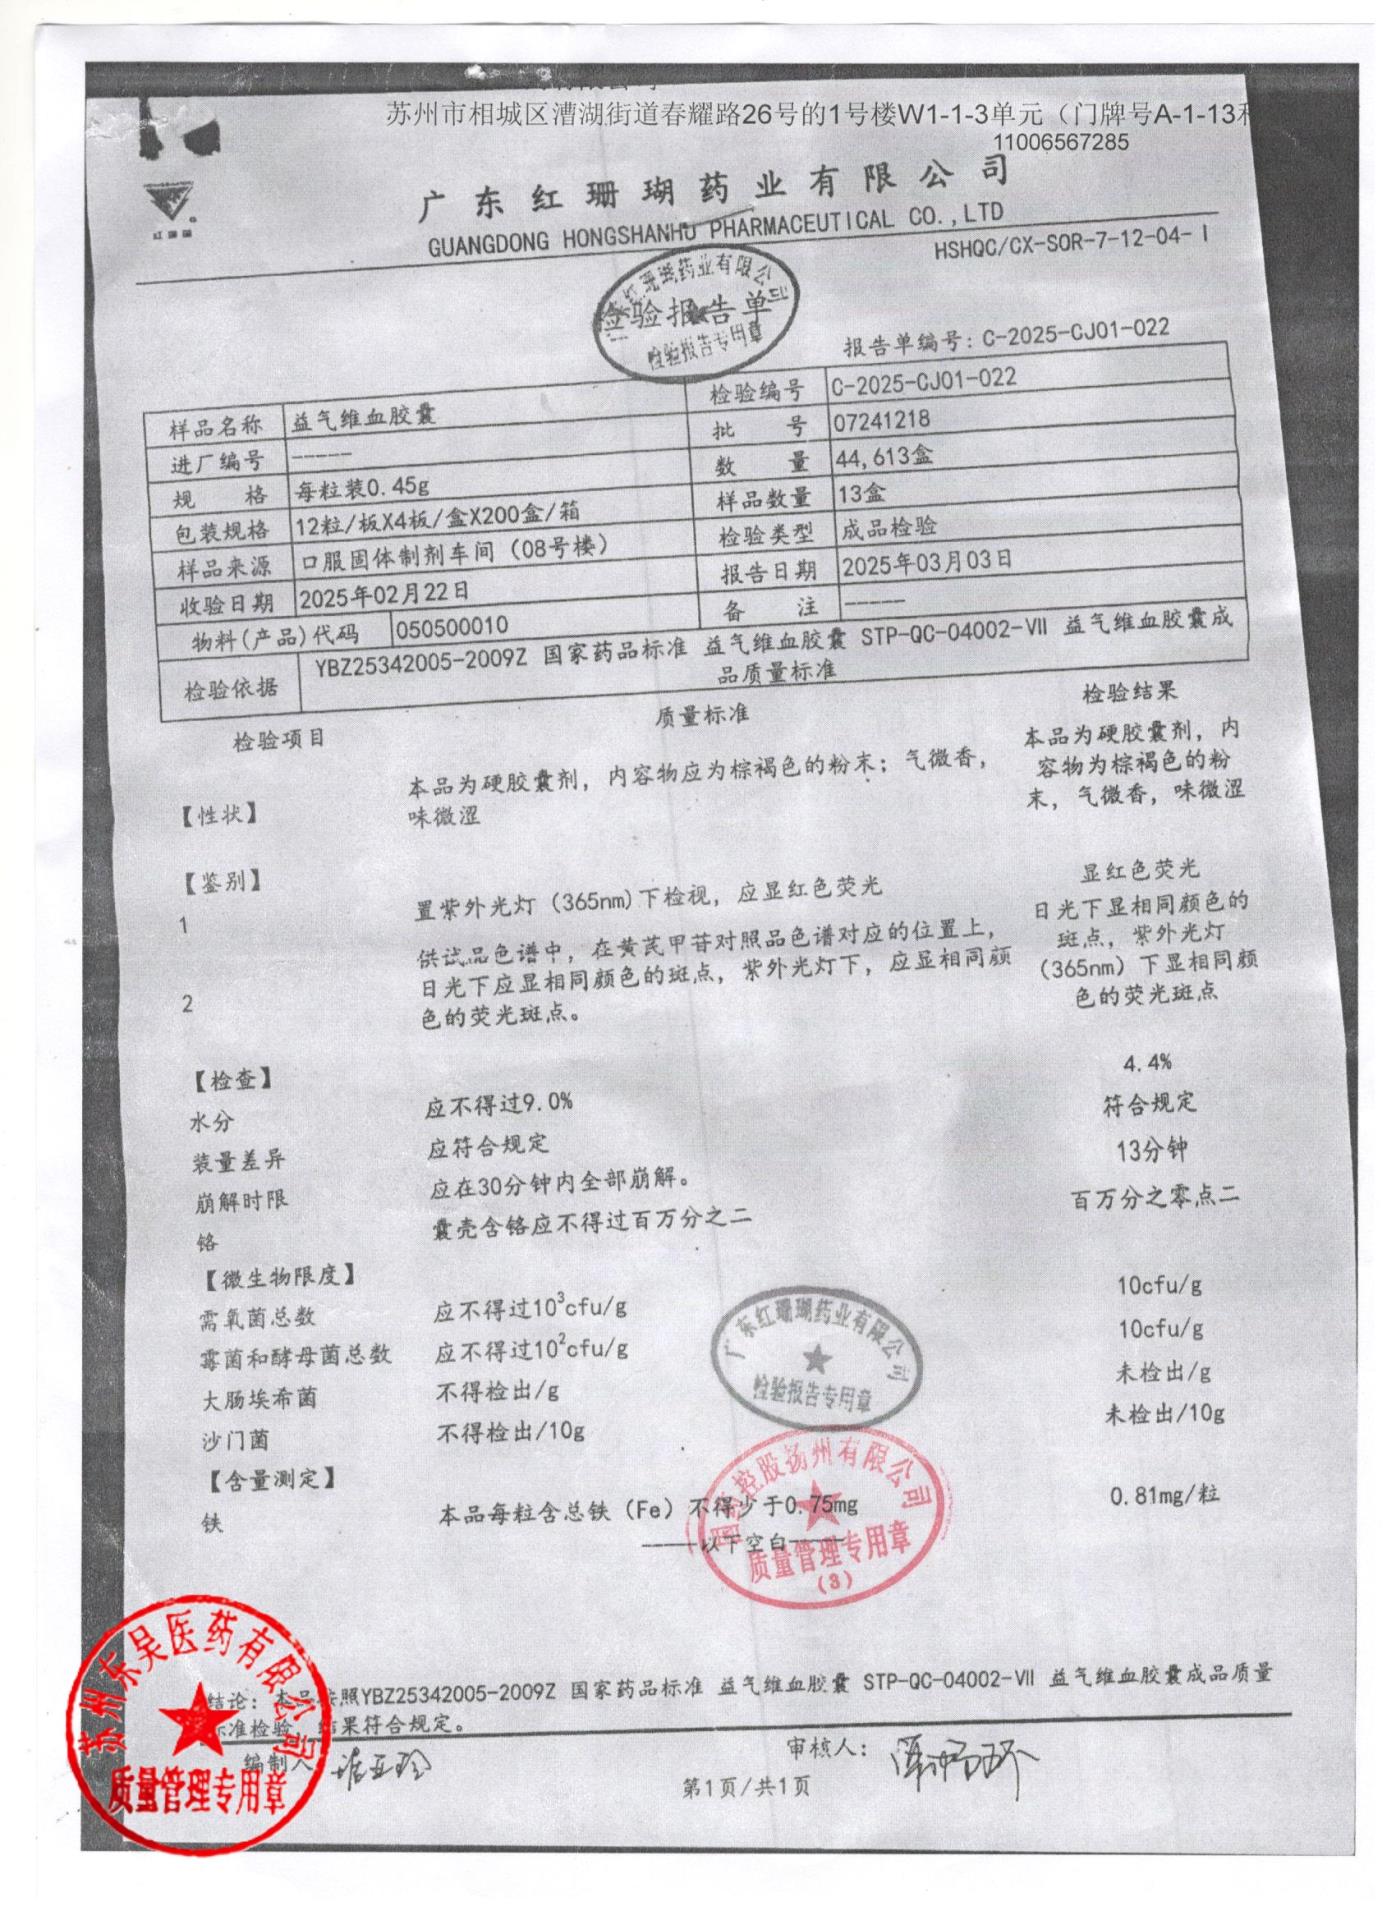 苏州市相城区漕湖街道春耀路26号的1号楼W1-1-3单元（门牌号A-1-13
11006567285
红珊瑚
广东红珊瑚药业有限公司
GUANGDONG HONGSHANHU PHARMACEUTICAL CO.,LTD
HSHQC/CX-SOR-7-12-04-Ⅰ
广东红珊瑚药业有限公司
检验报告专用章
检验报告单
报告单编号：C-2025-CJ01-022
样品名称 益气维血胶囊 检验编号 C-2025-CJ01-022
进厂编号 ----- 批 号 07241218
规 格 每粒装0.45g 数 量 44,613盒
包装规格 12粒/板X4板/盒X200盒/箱 样品数量 13盒
样品来源 口服固体制剂车间（08号楼） 检验类型 成品检验
收验日期 2025年02月22日 报告日期 2025年03月03日
物料(产品)代码 050500010 备 注 -----
检验依据 YBZ25342005-2009Z 国家药品标准 益气维血胶囊 STP-QC-04002-Ⅶ 益气维血胶囊成
品质量标准
检验项目 质量标准 检验结果
【性状】 本品为硬胶囊剂，内容物应为棕褐色的粉末；气微香，
味微涩
本品为硬胶囊剂，内
容物为棕褐色的粉
末，气微香，味微涩
【鉴别】
1 置紫外光灯（365nm)下检视，应显红色荧光 显红色荧光
2 供试品色谱中，在黄芪甲苷对照品色谱对应的位置上，
日光下应显相同颜色的斑点，紫外光灯下，应显相同颜
色的荧光斑点。
日光下显相同颜色的
斑点，紫外光灯
（365nm）下显相同颜
色的荧光斑点
【检查】
水分 应不得过9.0% 4.4%
装量差异 应符合规定 符合规定
崩解时限 应在30分钟内全部崩解。 13分钟
铬 囊壳含铬应不得过百万分之二 百万分之零点二
【微生物限度】
需氧菌总数 应不得过10³cfu/g 10cfu/g
霉菌和酵母菌总数 应不得过10²cfu/g 10cfu/g
大肠埃希菌 不得检出/g 未检出/g
沙门菌 不得检出/10g 未检出/10g
【含量测定】
铁 本品每粒含总铁（Fe）不得少于0.75mg 0.81mg/粒
-----以下空白-----
广东红珊瑚药业有限公司
检验报告专用章
国药控股扬州有限公司
质量管理专用章
(3)
结论：本品按照YBZ25342005-2009Z 国家药品标准 益气维血胶囊 STP-QC-04002-Ⅶ 益气维血胶囊成品质量
标准检验，结果符合规定。
编制人 审核人：
第1页/共1页
苏州东吴医药有限公司
质量管理专用章